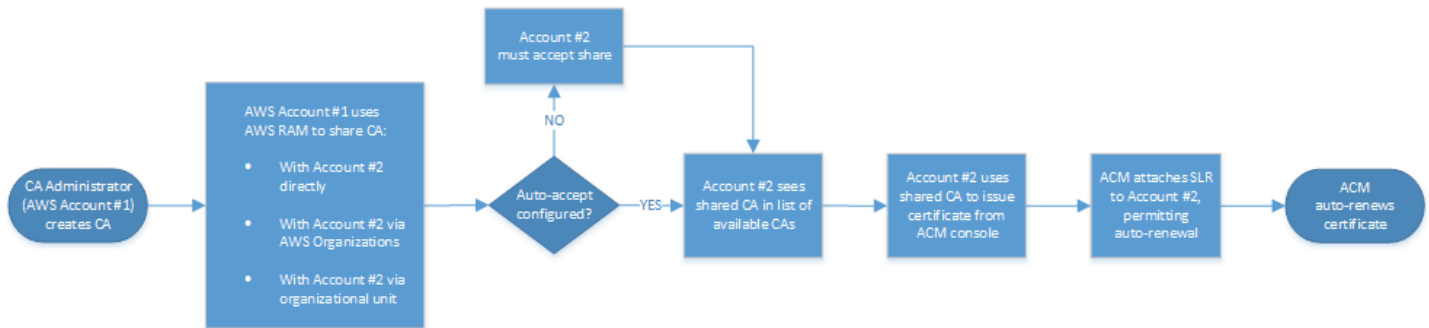 CA Administrator
(AWS Account #1)
creates CA
AWS Account #1 uses
AWS RAM to share CA:
• With Account #2
directly
• With Account #2 via
AWS Organizations
• With Account #2 via
organizational unit
Auto-accept
configured?
NO
Account #2
must accept share
YES
Account #2 sees
shared CA in list of
available CAs
Account #2 uses
shared CA to issue
certificate from
ACM console
ACM attaches SLR
to Account #2,
permitting
auto-renewal
ACM
auto-renews
certificate